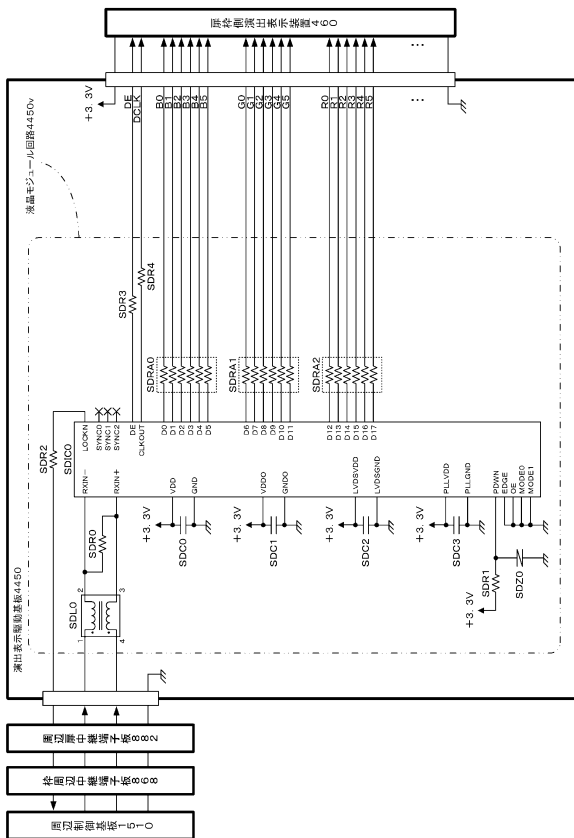 扉枠側演出表示装置460
+3. 3V
DE
DCLK
B0
B1
B2
B3
B4
B5
G0
G1
G2
G3
G4
G5
R0
R1
R2
R3
R4
R5
液晶モジュール回路4450v
SDR3
SDR4
SDRA0
SDRA1
SDRA2
SDR2
SDIC0
LOCKN
SYNC0
SYNC1
SYNC2
DE
CLKOUT
D0
D1
D2
D3
D4
D5
D6
D7
D8
D9
D10
D11
D12
D13
D14
D15
D16
D17
RXIN−
RXIN+
VDD
GND
VDDO
GNDO
LVDSVDD
LVDSGND
PLLVDD
PLLGND
PDWN
EDGE
OE
MODE0
MODE1
SDR0
+3. 3V
SDC0
+3. 3V
SDC1
+3. 3V
SDC2
+3. 3V
SDC3
+3. 3V
SDR1
SDZ0
SDL0
1
2
3
4
演出表示駆動基板4450
周辺扉中継端子板882
枠周辺中継端子板868
周辺制御基板1510